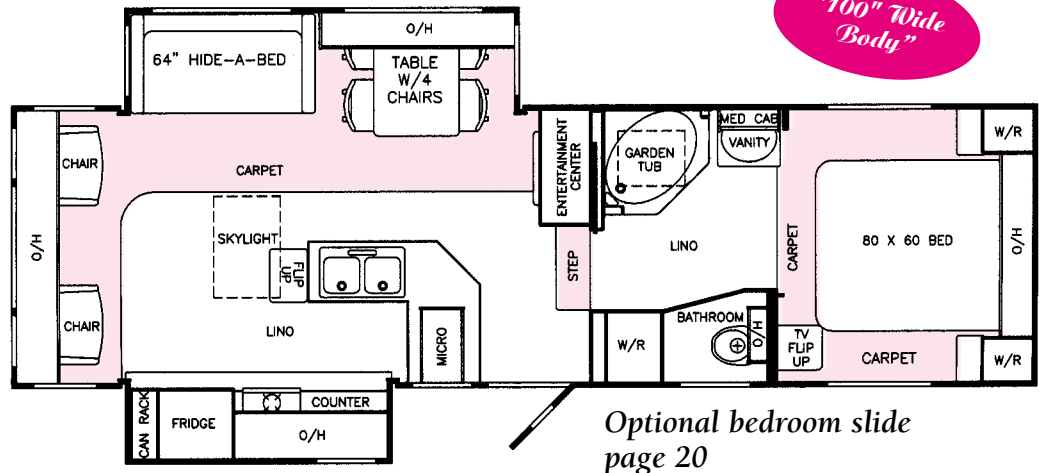 "100" Wide
Body"
O/H
64" HIDE-A-BED
TABLE
W/4
CHAIRS
CHAIR
CARPET
ENTERTAINMENT
CENTER
GARDEN
TUB
MED CAB
VANITY
W/R
O/H
SKYLIGHT
FLIP
UP
STEP
LINO
CARPET
80 X 60 BED
O/H
CHAIR
LINO
MICRO
W/R
BATHROOM
O/H
TV
FLIP
UP
CARPET
W/R
CAN RACK
FRIDGE
COUNTER
O/H
Optional bedroom slide
page 20